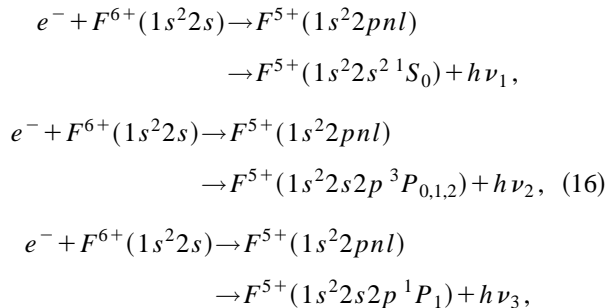 e⁻ + F⁶⁺(1s²2s) → F⁵⁺(1s²2pnl)
→ F⁵⁺(1s²2s² ¹S₀) + hν₁,
e⁻ + F⁶⁺(1s²2s) → F⁵⁺(1s²2pnl)
→ F⁵⁺(1s²2s2p ³P₀,₁,₂) + hν₂, (16)
e⁻ + F⁶⁺(1s²2s) → F⁵⁺(1s²2pnl)
→ F⁵⁺(1s²2s2p ¹P₁) + hν₃,